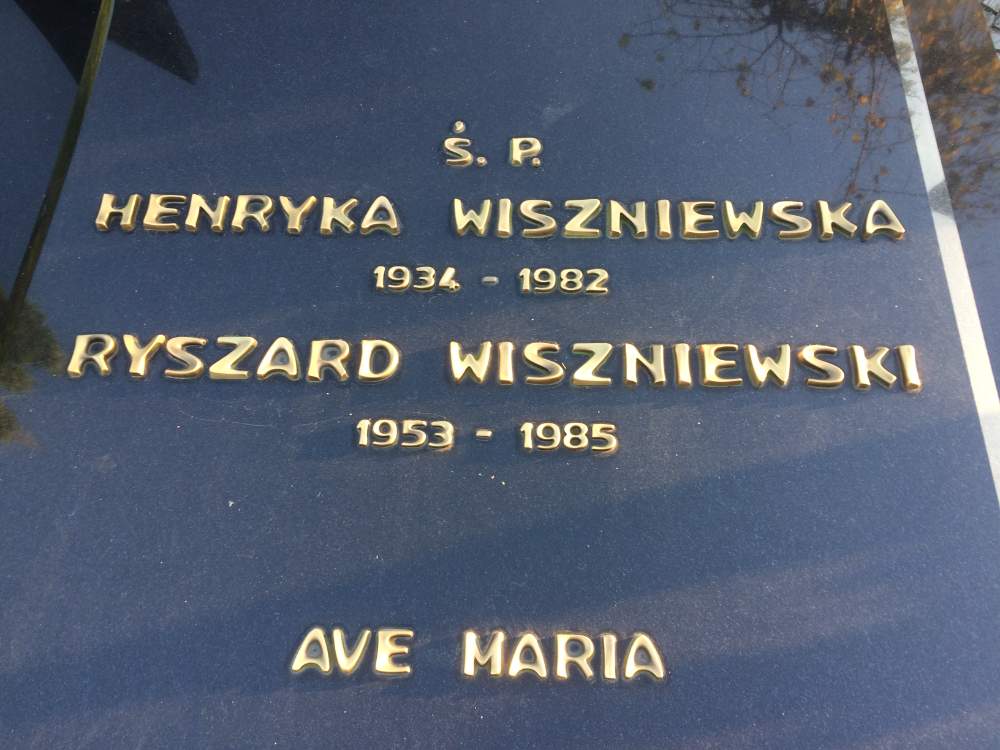 Ś. P.
HENRYKA WISZNIEWSKA
1934 - 1982
RYSZARD WISZNIEWSKI
1953 - 1985
AVE MARIA